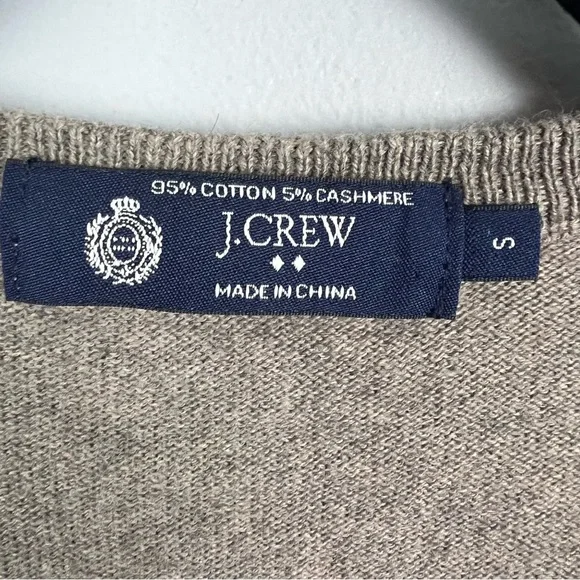 95% COTTON 5% CASHMERE
J.CREW
MADE IN CHINA
S